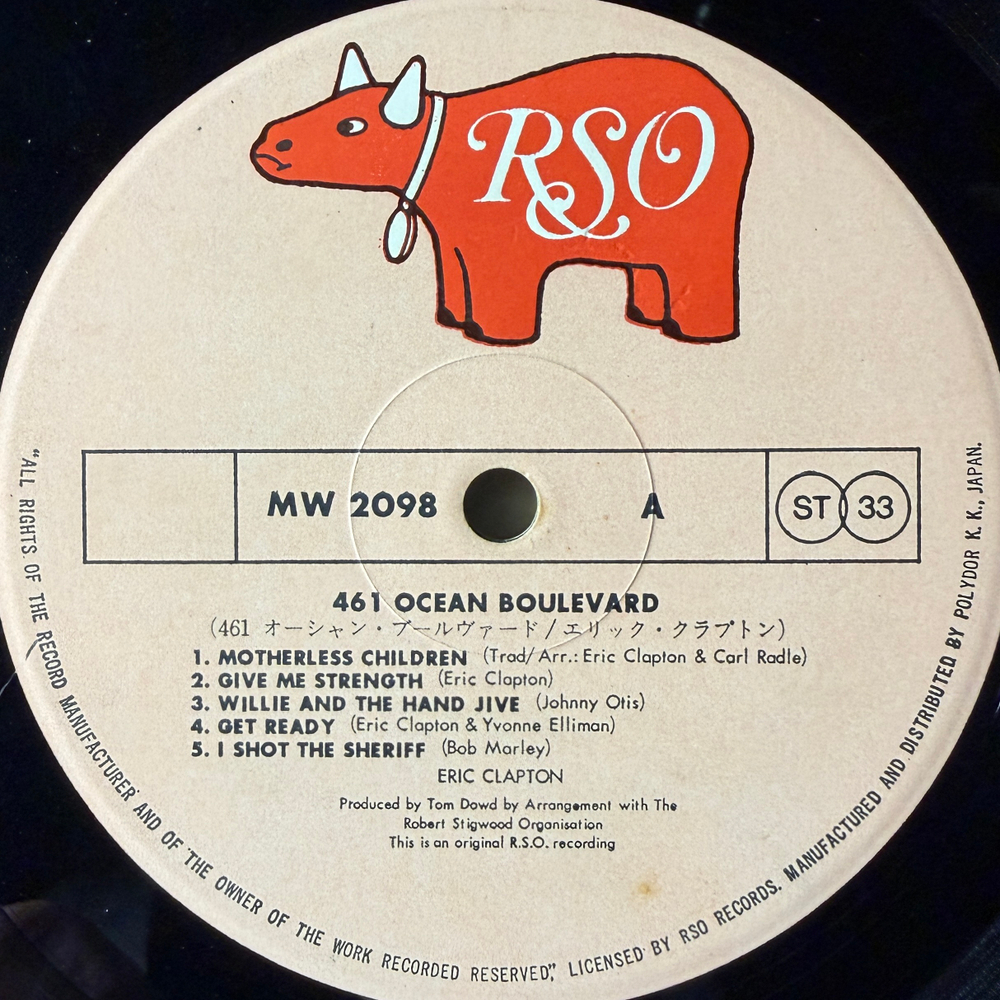 RSO
MW 2098 A ST 33
461 OCEAN BOULEVARD
(461 オーシャン・ブールヴァード/エリック・クラプトン)
1. MOTHERLESS CHILDREN (Trad/Arr.: Eric Clapton & Carl Radle)
2. GIVE ME STRENGTH (Eric Clapton)
3. WILLIE AND THE HAND JIVE (Johnny Otis)
4. GET READY (Eric Clapton & Yvonne Elliman)
5. I SHOT THE SHERIFF (Bob Marley)
ERIC CLAPTON
Produced by Tom Dowd by Arrangement with The
Robert Stigwood Organisation
This is an original R.S.O. recording
"ALL RIGHTS OF THE RECORD MANUFACTURER AND OF THE OWNER OF THE WORK RECORDED RESERVED", LICENSED BY RSO RECORDS. MANUFACTURED AND DISTRIBUTED BY POLYDOR K.K., JAPAN.